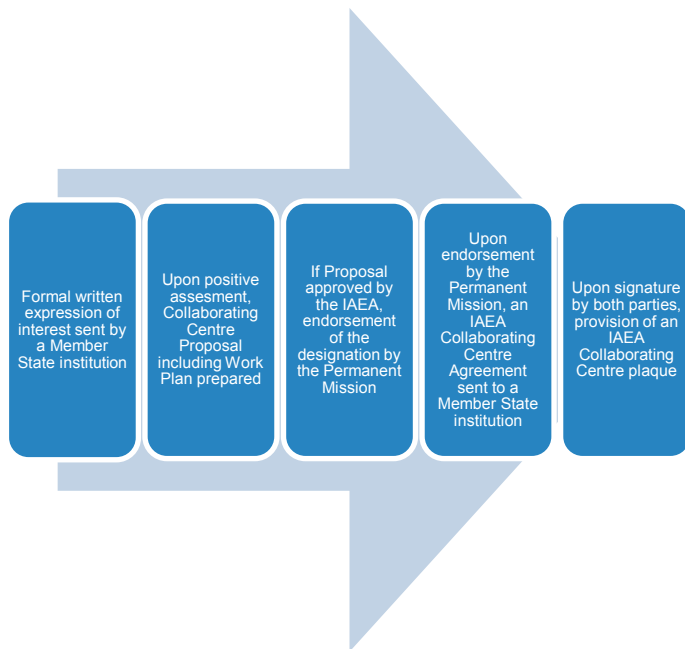 Formal written
expression of
interest sent by
a Member
State institution
Upon positive
assesment,
Collaborating
Centre
Proposal
including Work
Plan prepared
If Proposal
approved by
the IAEA,
endorsement
of the
designation by
the Permanent
Mission
Upon
endorsement
by the
Permanent
Mission, an
IAEA
Collaborating
Centre
Agreement
sent to a
Member State
institution
Upon signature
by both parties,
provision of an
IAEA
Collaborating
Centre plaque